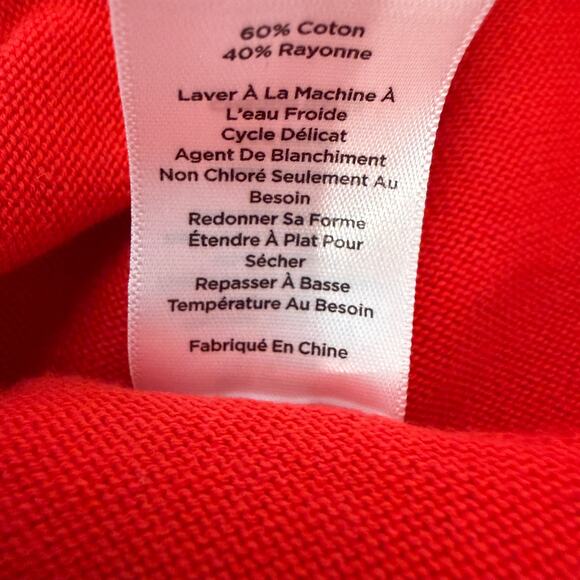 60% Coton
40% Rayonne
Laver À La Machine À
L'eau Froide
Cycle Délicat
Agent De Blanchiment
Non Chloré Seulement Au
Besoin
Redonner Sa Forme
Étendre À Plat Pour
Sécher
Repasser À Basse
Température Au Besoin
Fabriqué En Chine